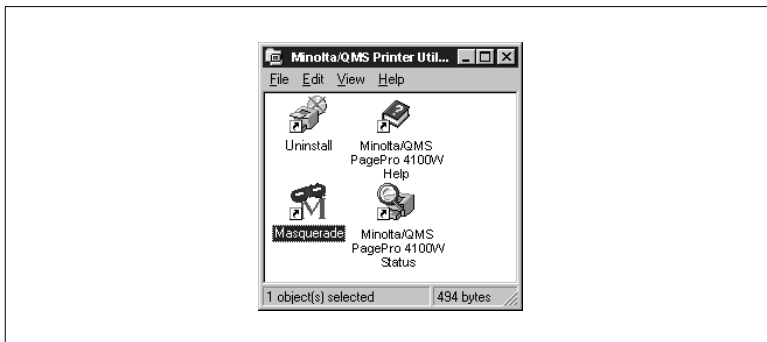 Minolta/QMS Printer Util...
File Edit View Help
Uninstall
Minolta/QMS
PagePro 4100W
Help
Masquerade
Minolta/QMS
PagePro 4100W
Status
1 object(s) selected 494 bytes